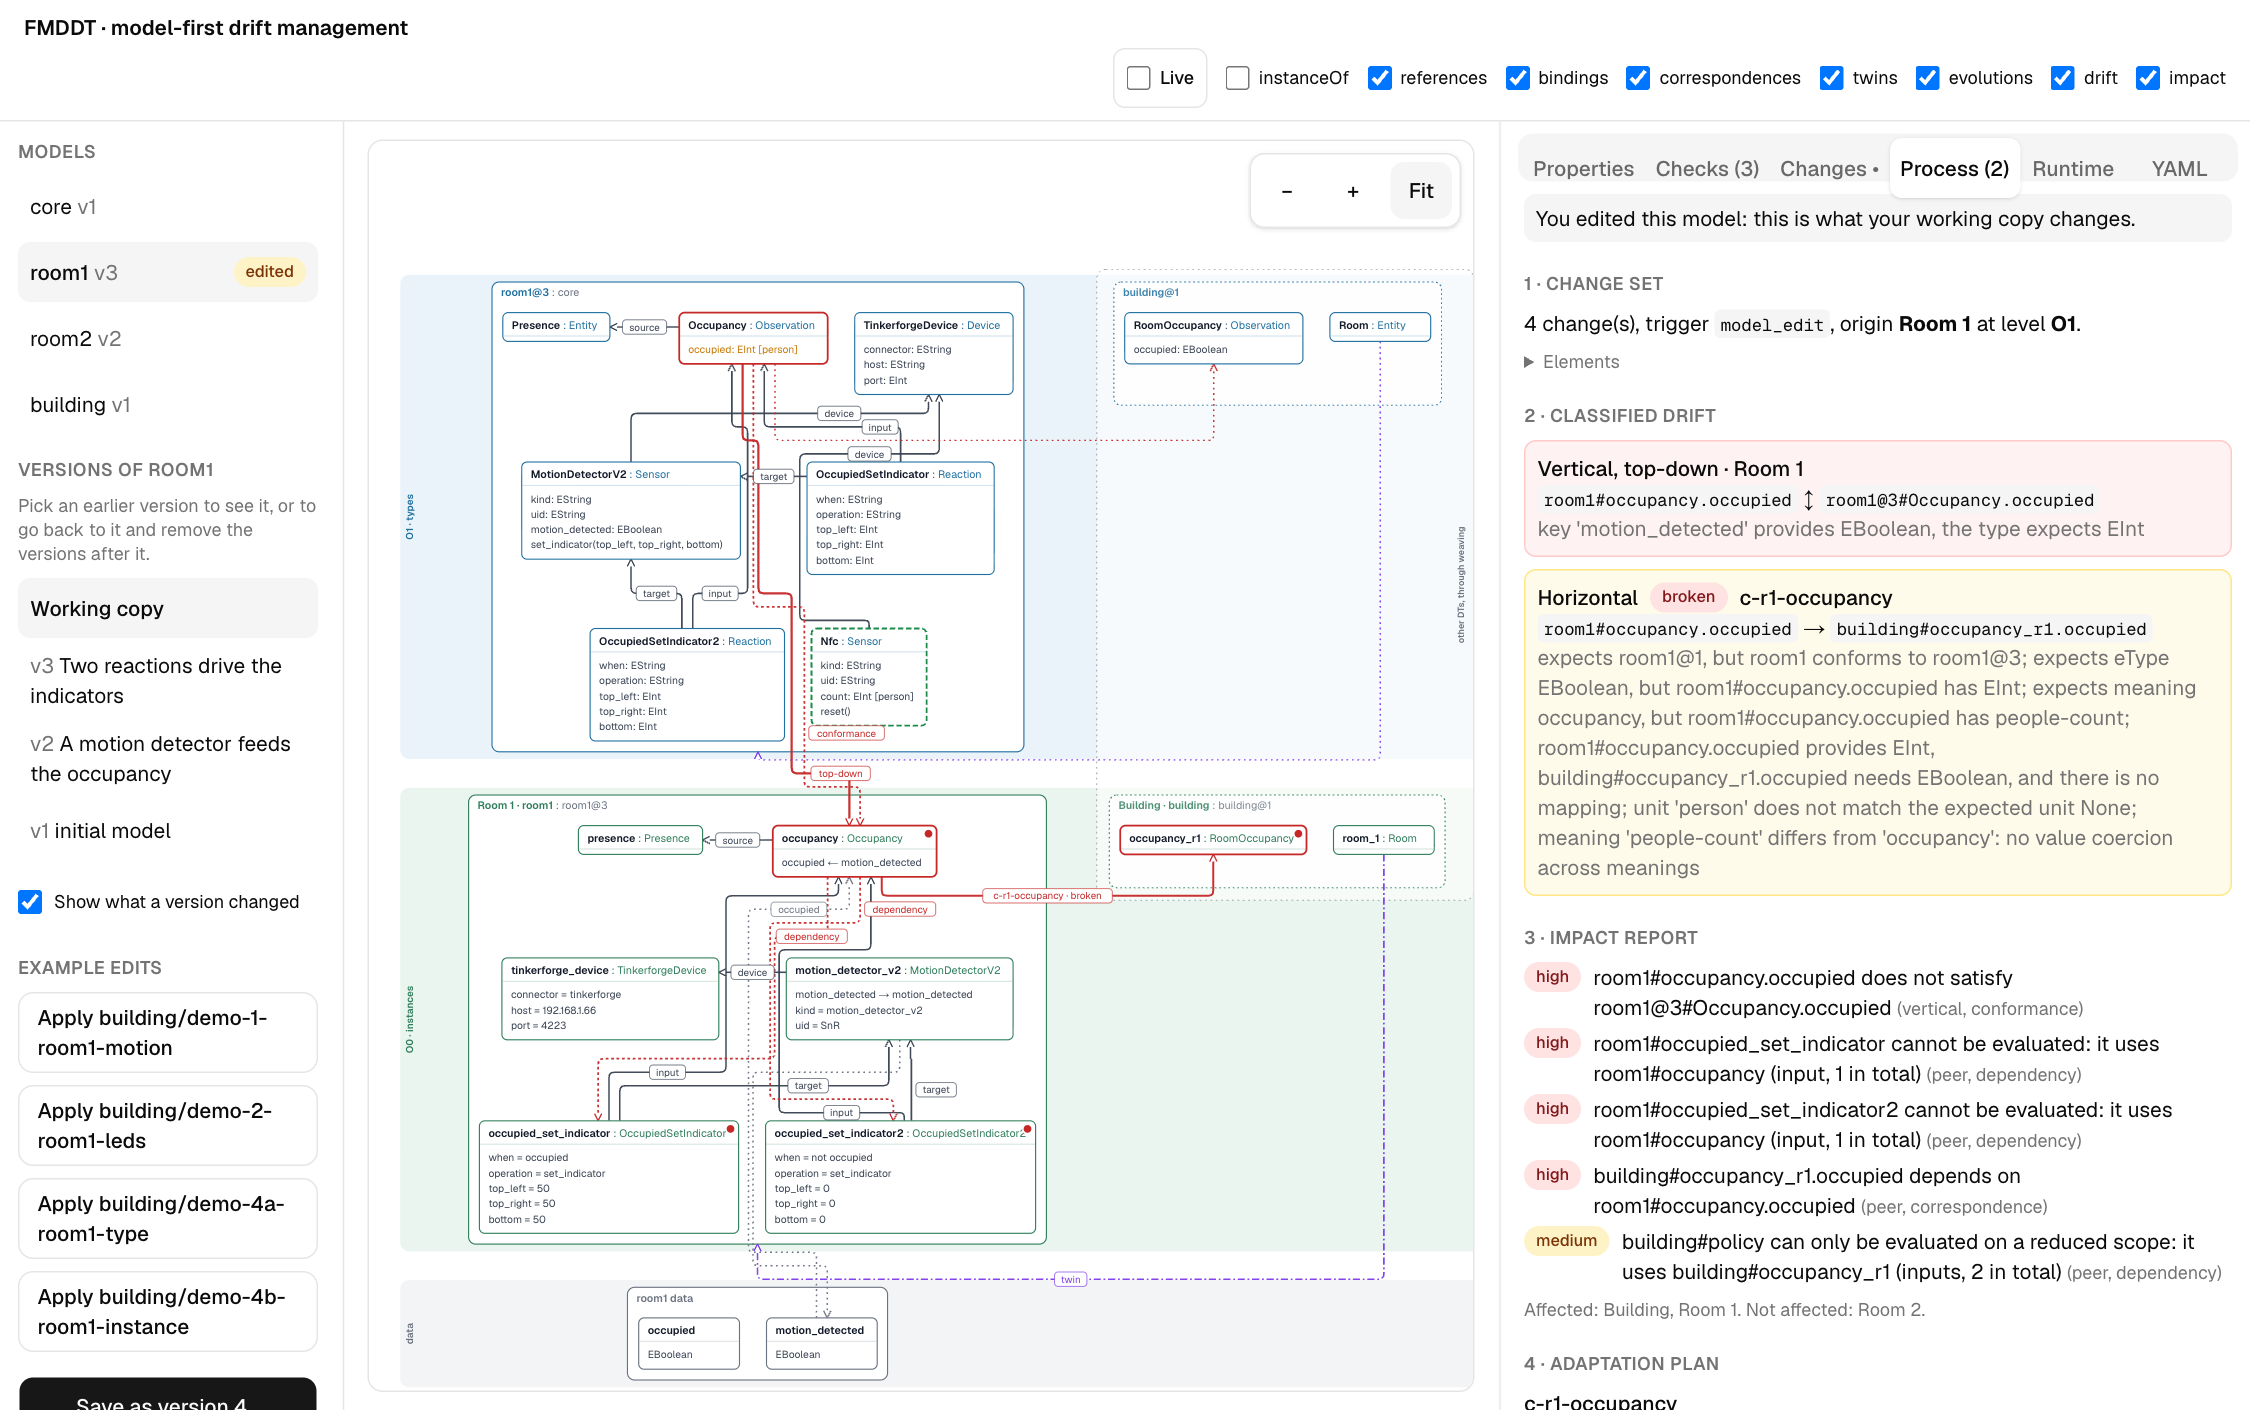 FMDDT · model-first drift management
Live
instanceOf
references
bindings
correspondences
twins
evolutions
drift
impact
MODELS
core v1
room1 v3
edited
room2 v2
building v1
VERSIONS OF ROOM1
Pick an earlier version to see it, or to
go back to it and remove the
versions after it.
Working copy
v3 Two reactions drive the
indicators
v2 A motion detector feeds
the occupancy
v1 initial model
Show what a version changed
EXAMPLE EDITS
Apply building/demo-1-
room1-motion
Apply building/demo-2-
room1-leds
Apply building/demo-4a-
room1-type
Apply building/demo-4b-
room1-instance
Save as version 4
−
+
Fit
O1 · types
room1@3 : core
Presence : Entity
source
Occupancy : Observation
occupied: EInt [person]
TinkerforgeDevice : Device
connector: EString
host: EString
port: EInt
building@1
RoomOccupancy : Observation
occupied: EBoolean
Room : Entity
device
input
device
MotionDetectorV2 : Sensor
kind: EString
uid: EString
motion_detected: EBoolean
set_indicator(top_left, top_right, bottom)
target
OccupiedSetIndicator : Reaction
when: EString
operation: EString
top_left: EInt
top_right: EInt
bottom: EInt
target
input
OccupiedSetIndicator2 : Reaction
when: EString
operation: EString
top_left: EInt
top_right: EInt
bottom: EInt
Nfc : Sensor
kind: EString
uid: EString
count: EInt [person]
reset()
conformance
other DTs, through weaving
top-down
O0 · instances
Room 1 · room1 : room1@3
presence : Presence
source
occupancy : Occupancy
occupied ← motion_detected
Building · building : building@1
occupancy_r1 : RoomOccupancy
room_1 : Room
c-r1-occupancy · broken
occupied
dependency
dependency
tinkerforge_device : TinkerforgeDevice
connector = tinkerforge
host = 192.168.1.66
port = 4223
device
motion_detector_v2 : MotionDetectorV2
motion_detected → motion_detected
kind = motion_detector_v2
uid = SnR
input
target
target
input
occupied_set_indicator : OccupiedSetIndicator
when = occupied
operation = set_indicator
top_left = 50
top_right = 50
bottom = 50
occupied_set_indicator2 : OccupiedSetIndicator2
when = not occupied
operation = set_indicator
top_left = 0
top_right = 0
bottom = 0
twin
data
room1 data
occupied
EBoolean
motion_detected
EBoolean
Properties
Checks (3)
Changes •
Process (2)
Runtime
YAML
You edited this model: this is what your working copy changes.
1 · CHANGE SET
4 change(s), trigger model_edit, origin Room 1 at level O1.
▶ Elements
2 · CLASSIFIED DRIFT
Vertical, top-down · Room 1
room1#occupancy.occupied ↕ room1@3#Occupancy.occupied
key 'motion_detected' provides EBoolean, the type expects EInt
Horizontal broken c-r1-occupancy
room1#occupancy.occupied → building#occupancy_r1.occupied
expects room1@1, but room1 conforms to room1@3; expects eType
EBoolean, but room1#occupancy.occupied has EInt; expects meaning
occupancy, but room1#occupancy.occupied has people-count;
room1#occupancy.occupied provides EInt,
building#occupancy_r1.occupied needs EBoolean, and there is no
mapping; unit 'person' does not match the expected unit None;
meaning 'people-count' differs from 'occupancy': no value coercion
across meanings
3 · IMPACT REPORT
high room1#occupancy.occupied does not satisfy
room1@3#Occupancy.occupied (vertical, conformance)
high room1#occupied_set_indicator cannot be evaluated: it uses
room1#occupancy (input, 1 in total) (peer, dependency)
high room1#occupied_set_indicator2 cannot be evaluated: it uses
room1#occupancy (input, 1 in total) (peer, dependency)
high building#occupancy_r1.occupied depends on
room1#occupancy.occupied (peer, correspondence)
medium building#policy can only be evaluated on a reduced scope: it
uses building#occupancy_r1 (inputs, 2 in total) (peer, dependency)
Affected: Building, Room 1. Not affected: Room 2.
4 · ADAPTATION PLAN
c-r1-occupancy